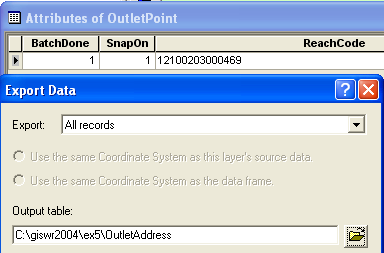 Attributes of OutletPoint
BatchDone SnapOn ReachCode
1 1 12100203000469
Export Data
Export: All records
Use the same Coordinate System as this layer's source data.
Use the same Coordinate System as the data frame.
Output table:
C:\giswr2004\ex5\OutletAddress